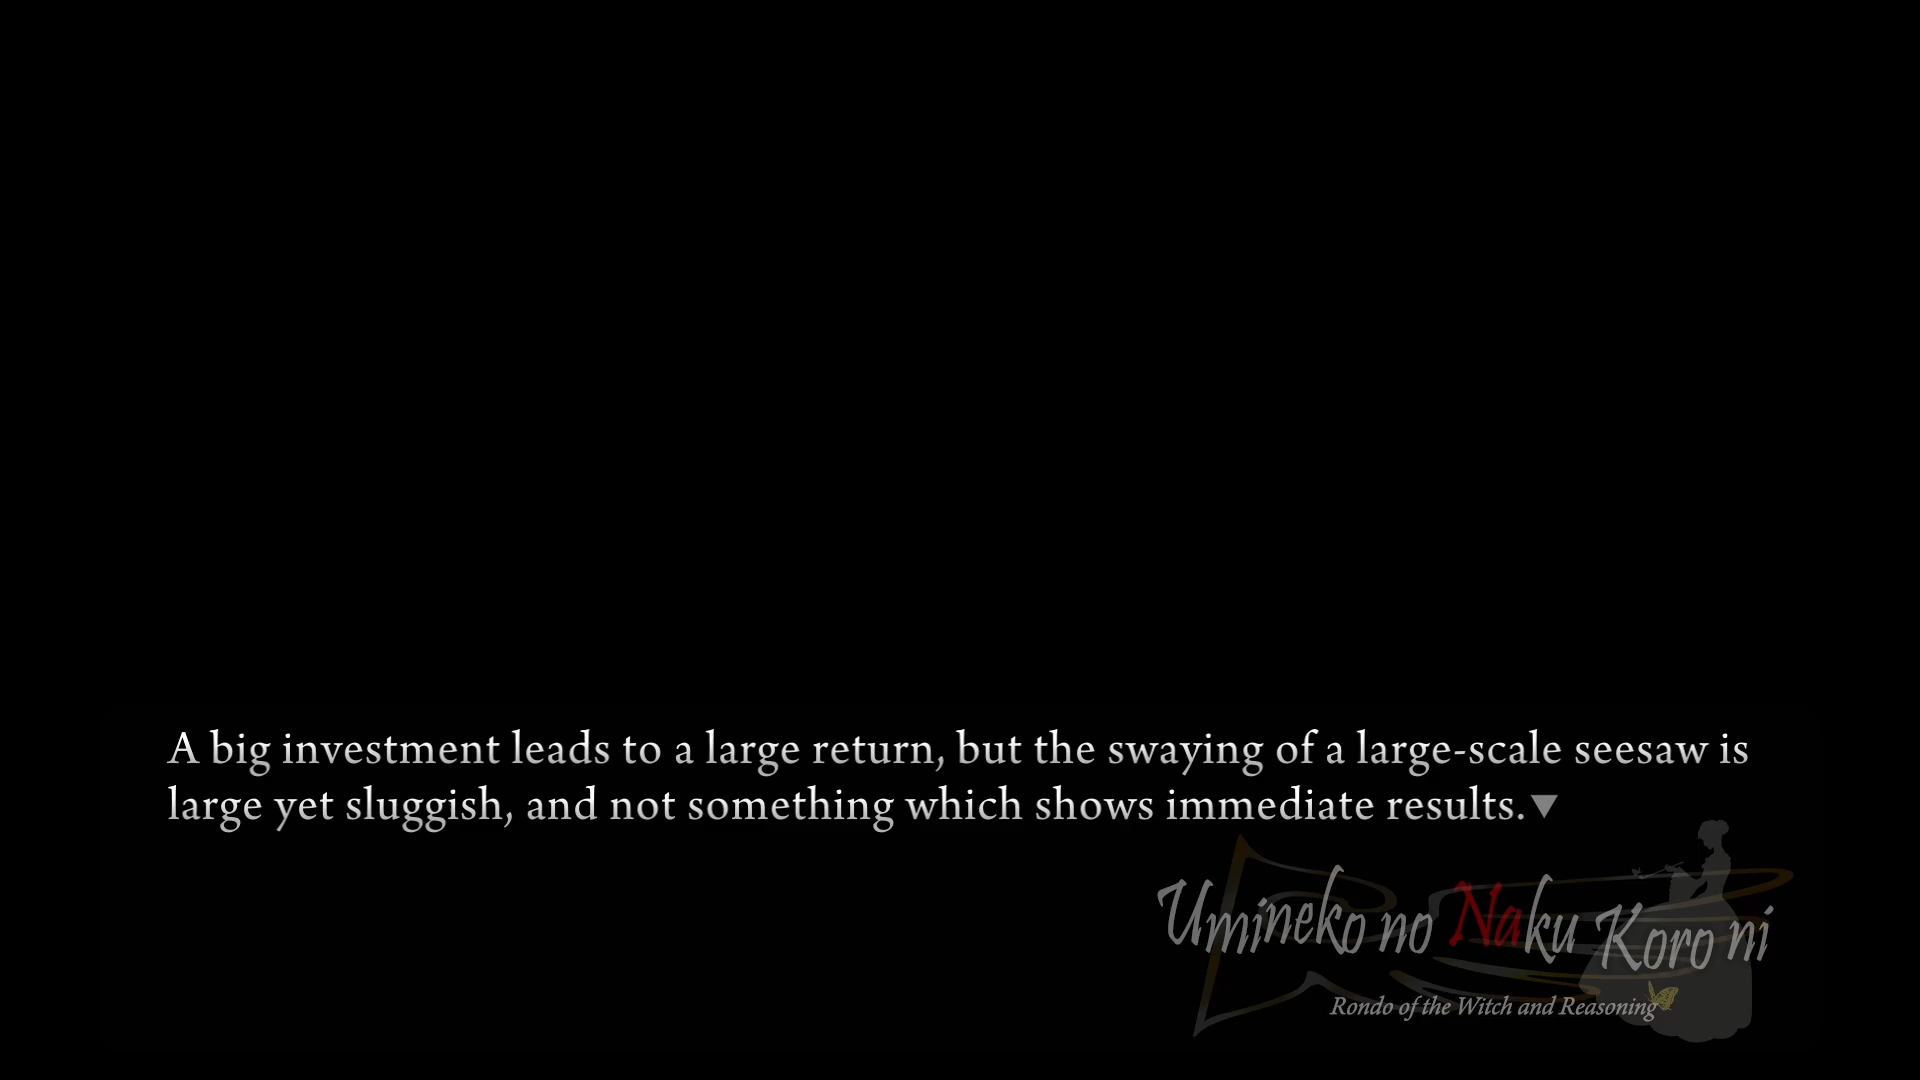 A big investment leads to a large return, but the swaying of a large-scale seesaw is
large yet sluggish, and not something which shows immediate results.
Umineko no Naku Koro ni
Rondo of the Witch and Reasoning